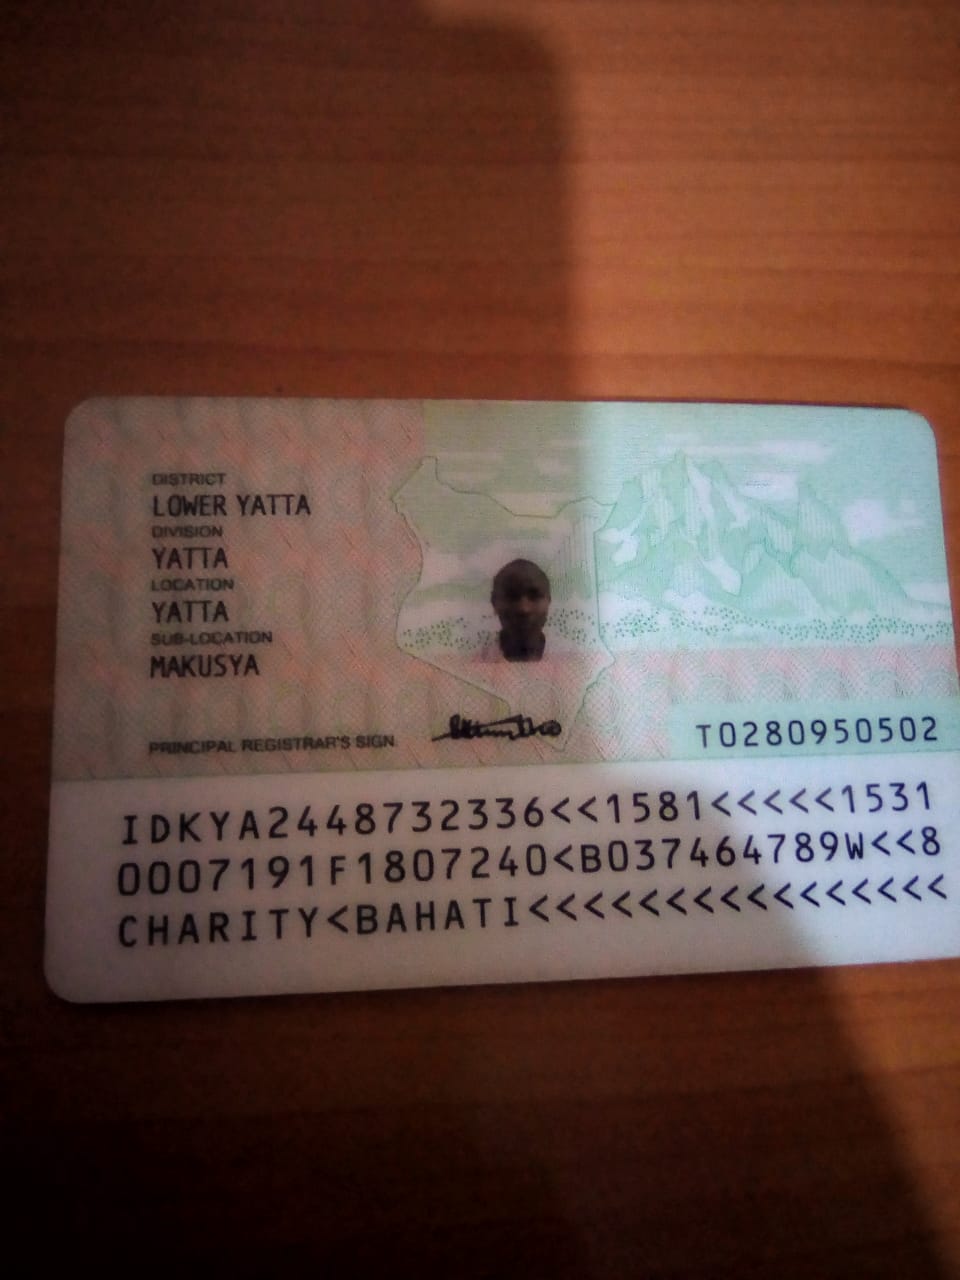 DISTRICT
LOWER YATTA
DIVISION
YATTA
LOCATION
YATTA
SUB-LOCATION
MAKUSYA
PRINCIPAL REGISTRAR'S SIGN.
T0280950502
IDKYA2448732336<<1581<<<<<1531
0007191F1807240<B037464789W<<8
CHARITY<BAHATI<<<<<<<<<<<<<<<<